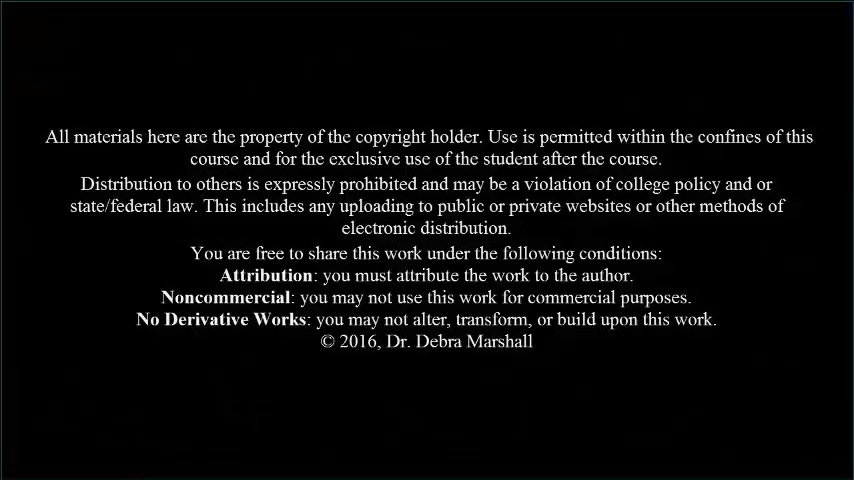 All materials here are the property of the copyright holder. Use is permitted within the confines of this
course and for the exclusive use of the student after the course.
Distribution to others is expressly prohibited and may be a violation of college policy and or
state/federal law. This includes any uploading to public or private websites or other methods of
electronic distribution.
You are free to share this work under the following conditions:
Attribution: you must attribute the work to the author.
Noncommercial: you may not use this work for commercial purposes.
No Derivative Works: you may not alter, transform, or build upon this work.
© 2016, Dr. Debra Marshall